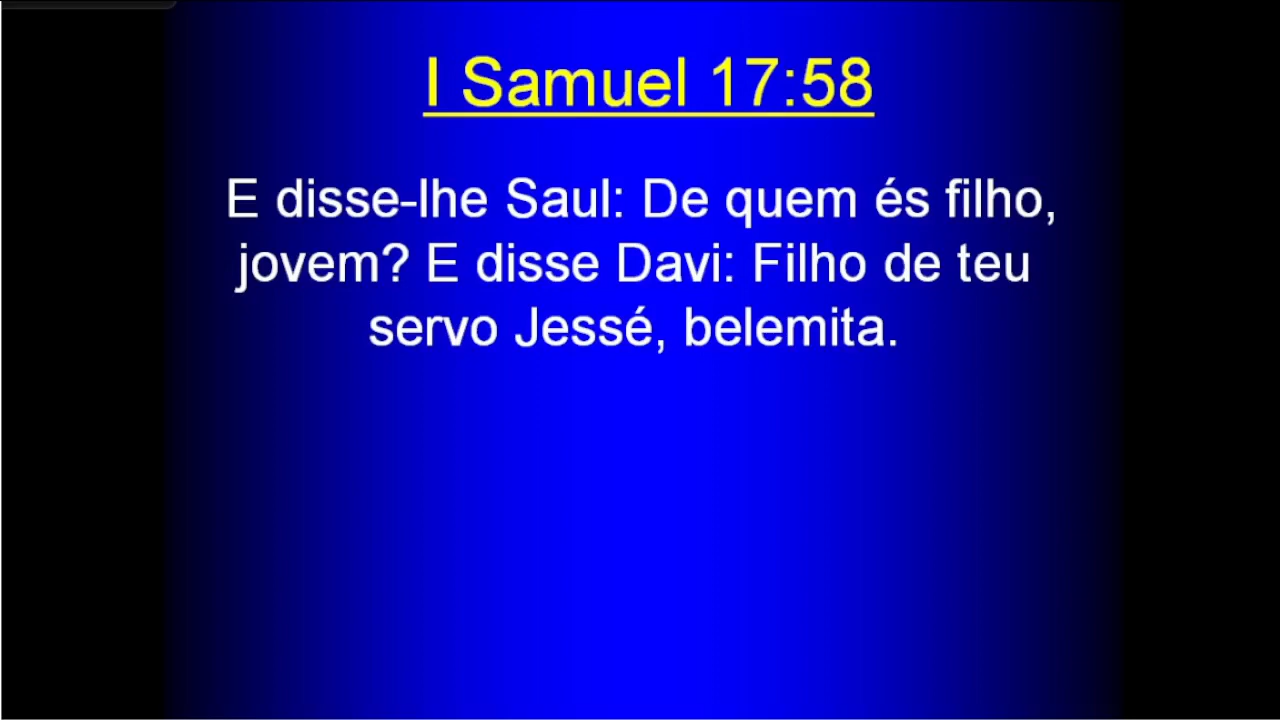 I Samuel 17:58
E disse-lhe Saul: De quem és filho,
jovem? E disse Davi: Filho de teu
servo Jessé, belemita.